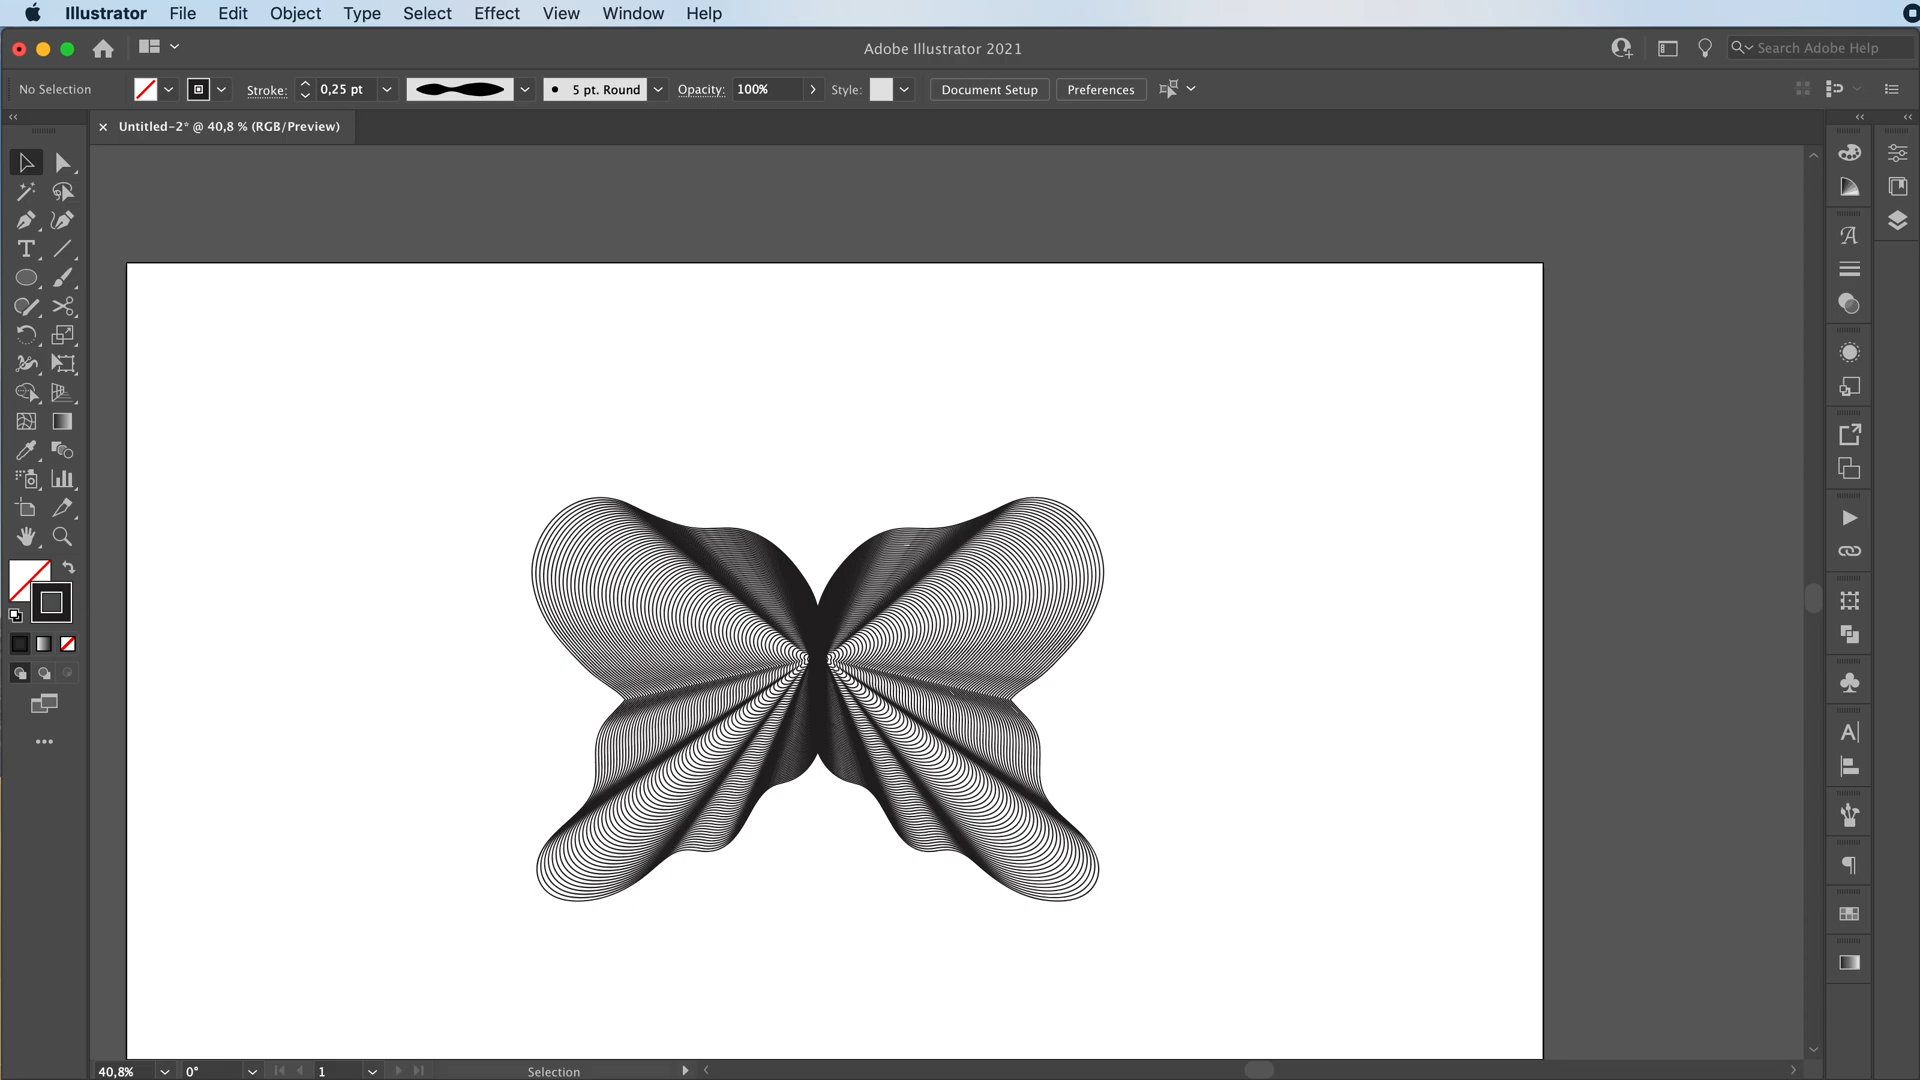 Illustrator File Edit Object Type Select Effect View Window Help
Adobe Illustrator 2021
Search Adobe Help
No Selection Stroke: 0,25 pt 5 pt. Round Opacity: 100% Style: Document Setup Preferences
Untitled-2* @ 40,8 % (RGB/Preview)
40,8% 0° 1 Selection